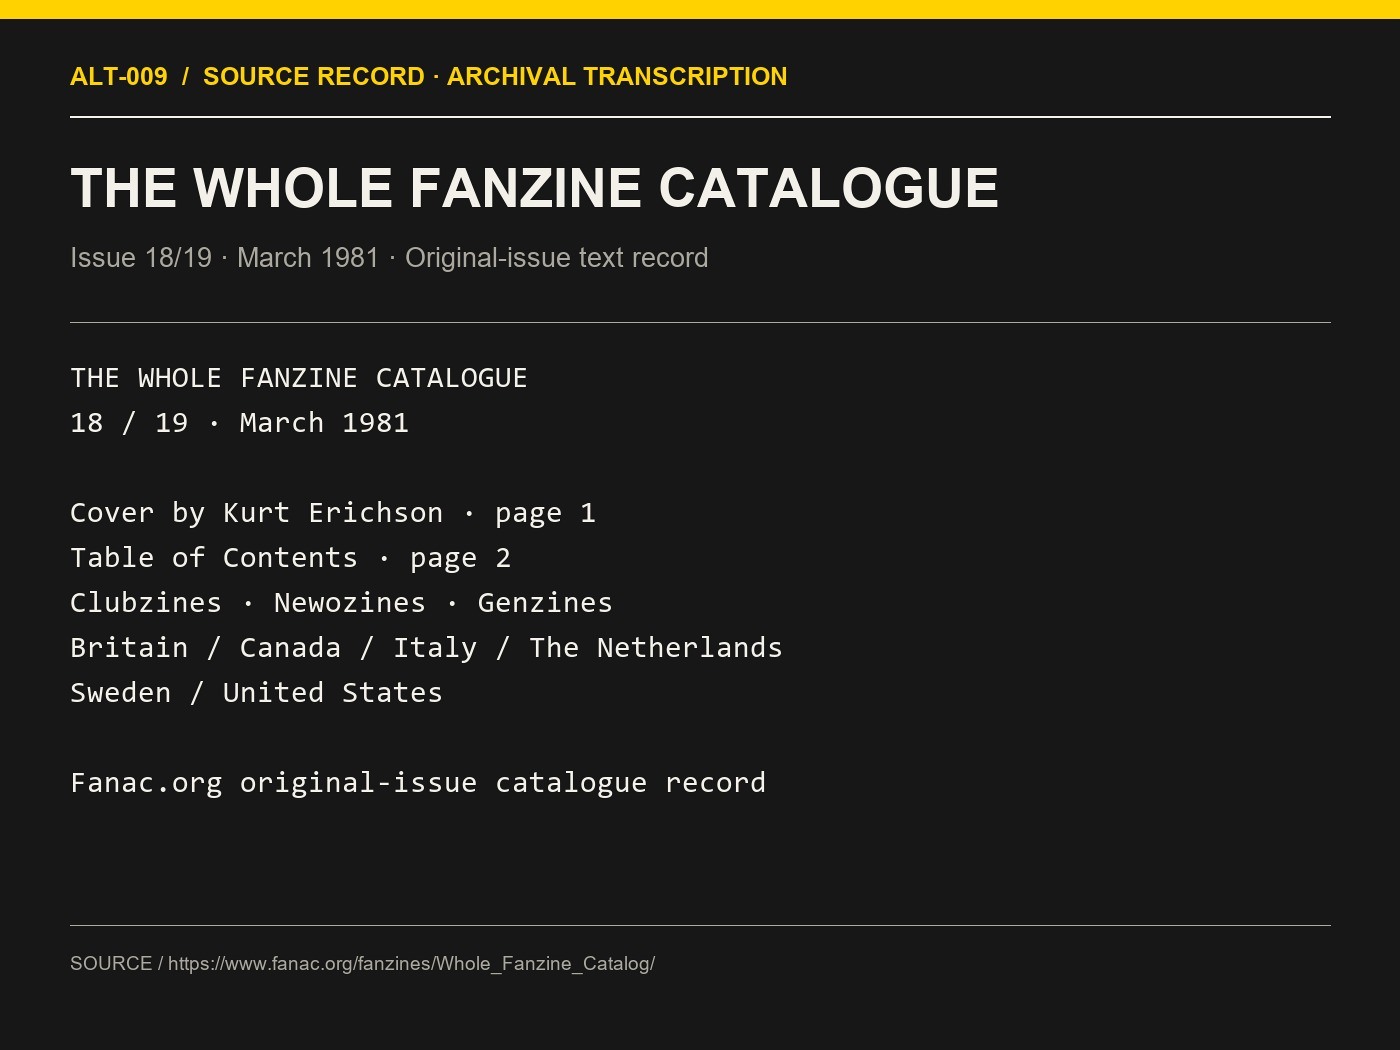 ALT-009 / SOURCE RECORD · ARCHIVAL TRANSCRIPTION
THE WHOLE FANZINE CATALOGUE
Issue 18/19 · March 1981 · Original-issue text record
THE WHOLE FANZINE CATALOGUE
18 / 19 · March 1981
Cover by Kurt Erichson · page 1
Table of Contents · page 2
Clubzines · Newozines · Genzines
Britain / Canada / Italy / The Netherlands
Sweden / United States
Fanac.org original-issue catalogue record
SOURCE / https://www.fanac.org/fanzines/Whole_Fanzine_Catalog/